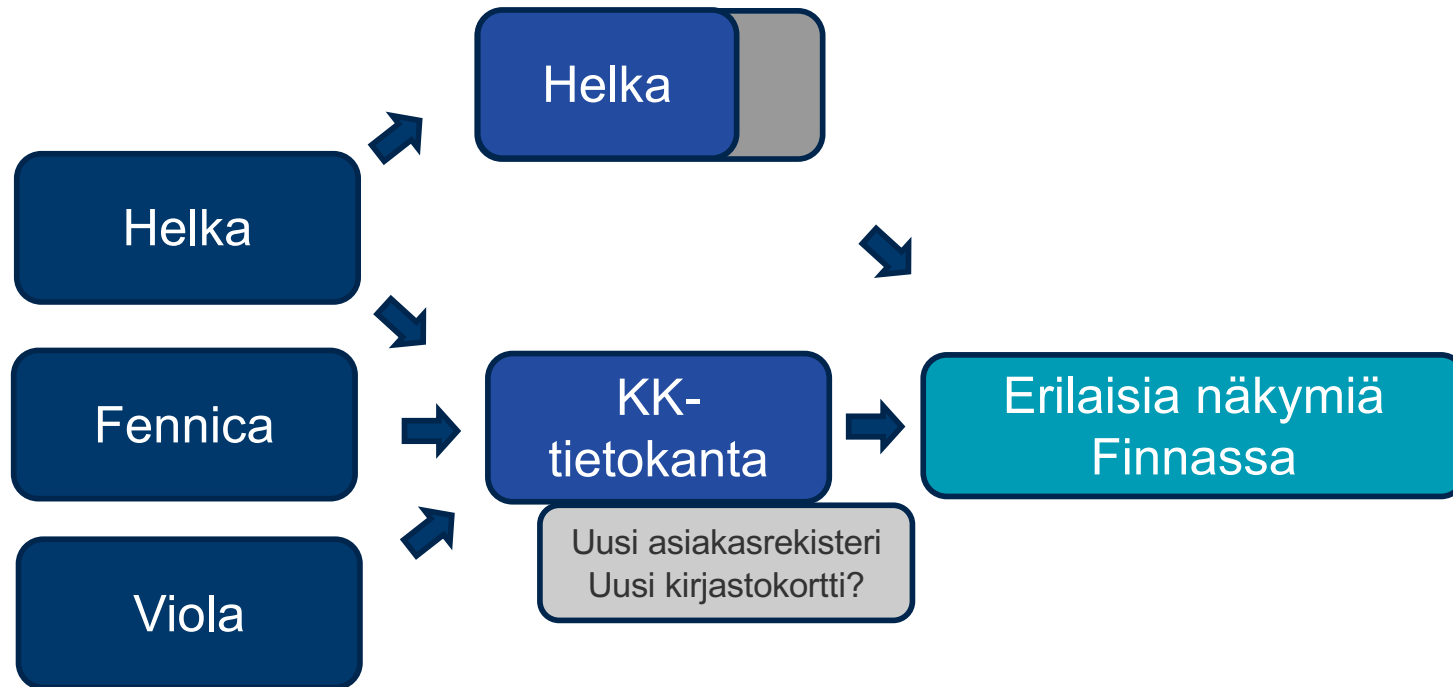 Helka
Helka
Fennica
Viola
KK-
tietokanta
Uusi asiakasrekisteri
Uusi kirjastokortti?
Erilaisia näkymiä
Finnassa